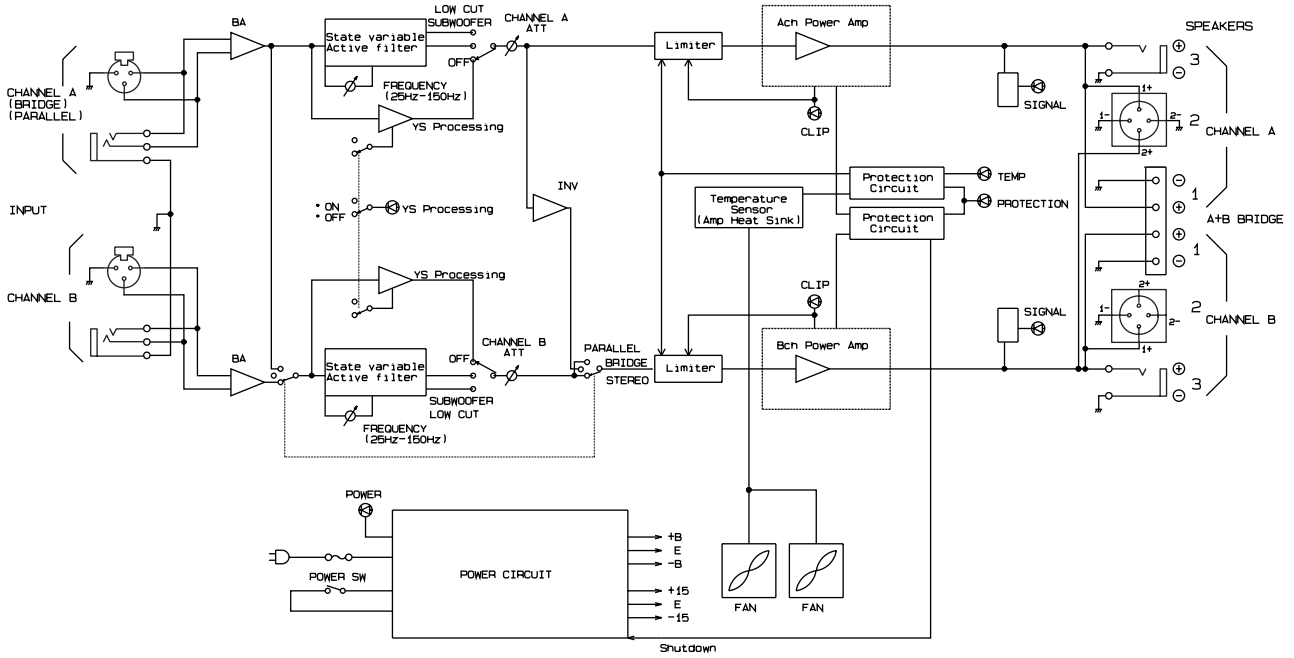 LOW CUT
SUBWOOFER
OFF
CHANNEL A
ATT
BA
State variable
Active filter
FREQUENCY
(25Hz-150Hz)
YS Processing
CHANNEL A
(BRIDGE)
(PARALLEL)
INPUT
CHANNEL B
• ON
• OFF
YS Processing
INV
YS Processing
BA
State variable
Active filter
FREQUENCY
(25Hz-150Hz)
OFF
SUBWOOFER
LOW CUT
CHANNEL B
ATT
PARALLEL
BRIDGE
STEREO
Limiter
Ach Power Amp
CLIP
SIGNAL
Protection
Circuit
TEMP
PROTECTION
Temperature
Sensor
(Amp Heat Sink)
Protection
Circuit
CLIP
Limiter
Bch Power Amp
SIGNAL
SPEAKERS
+
3
−
1+
1-
2-
2+
2
CHANNEL A
−
1
+
A+B BRIDGE
+
1
−
2+
1-
2-
1+
2
CHANNEL B
+
3
−
POWER
POWER SW
POWER CIRCUIT
+B
E
-B
+15
E
-15
Shutdown
FAN
FAN